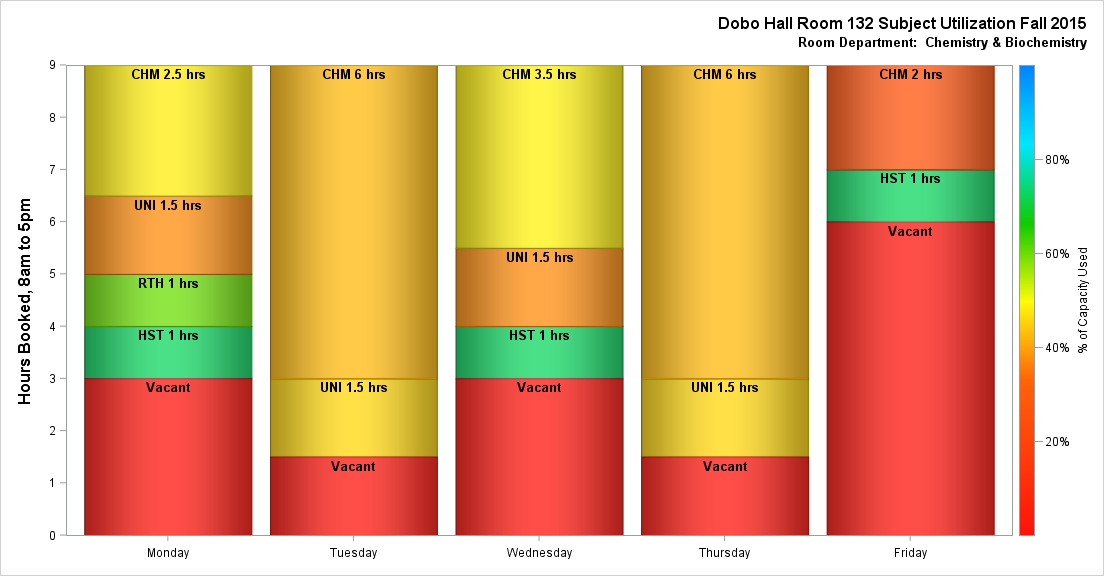 Dobo Hall Room 132 Subject Utilization Fall 2015
Room Department:  Chemistry & Biochemistry
Hours Booked, 8am to 5pm
9
8
7
6
5
4
3
2
1
0
CHM 2.5 hrs
UNI 1.5 hrs
RTH 1 hrs
HST 1 hrs
Vacant
CHM 6 hrs
UNI 1.5 hrs
Vacant
CHM 3.5 hrs
UNI 1.5 hrs
HST 1 hrs
Vacant
CHM 6 hrs
UNI 1.5 hrs
Vacant
CHM 2 hrs
HST 1 hrs
Vacant
Monday
Tuesday
Wednesday
Thursday
Friday
80%
60%
40%
20%
% of Capacity Used